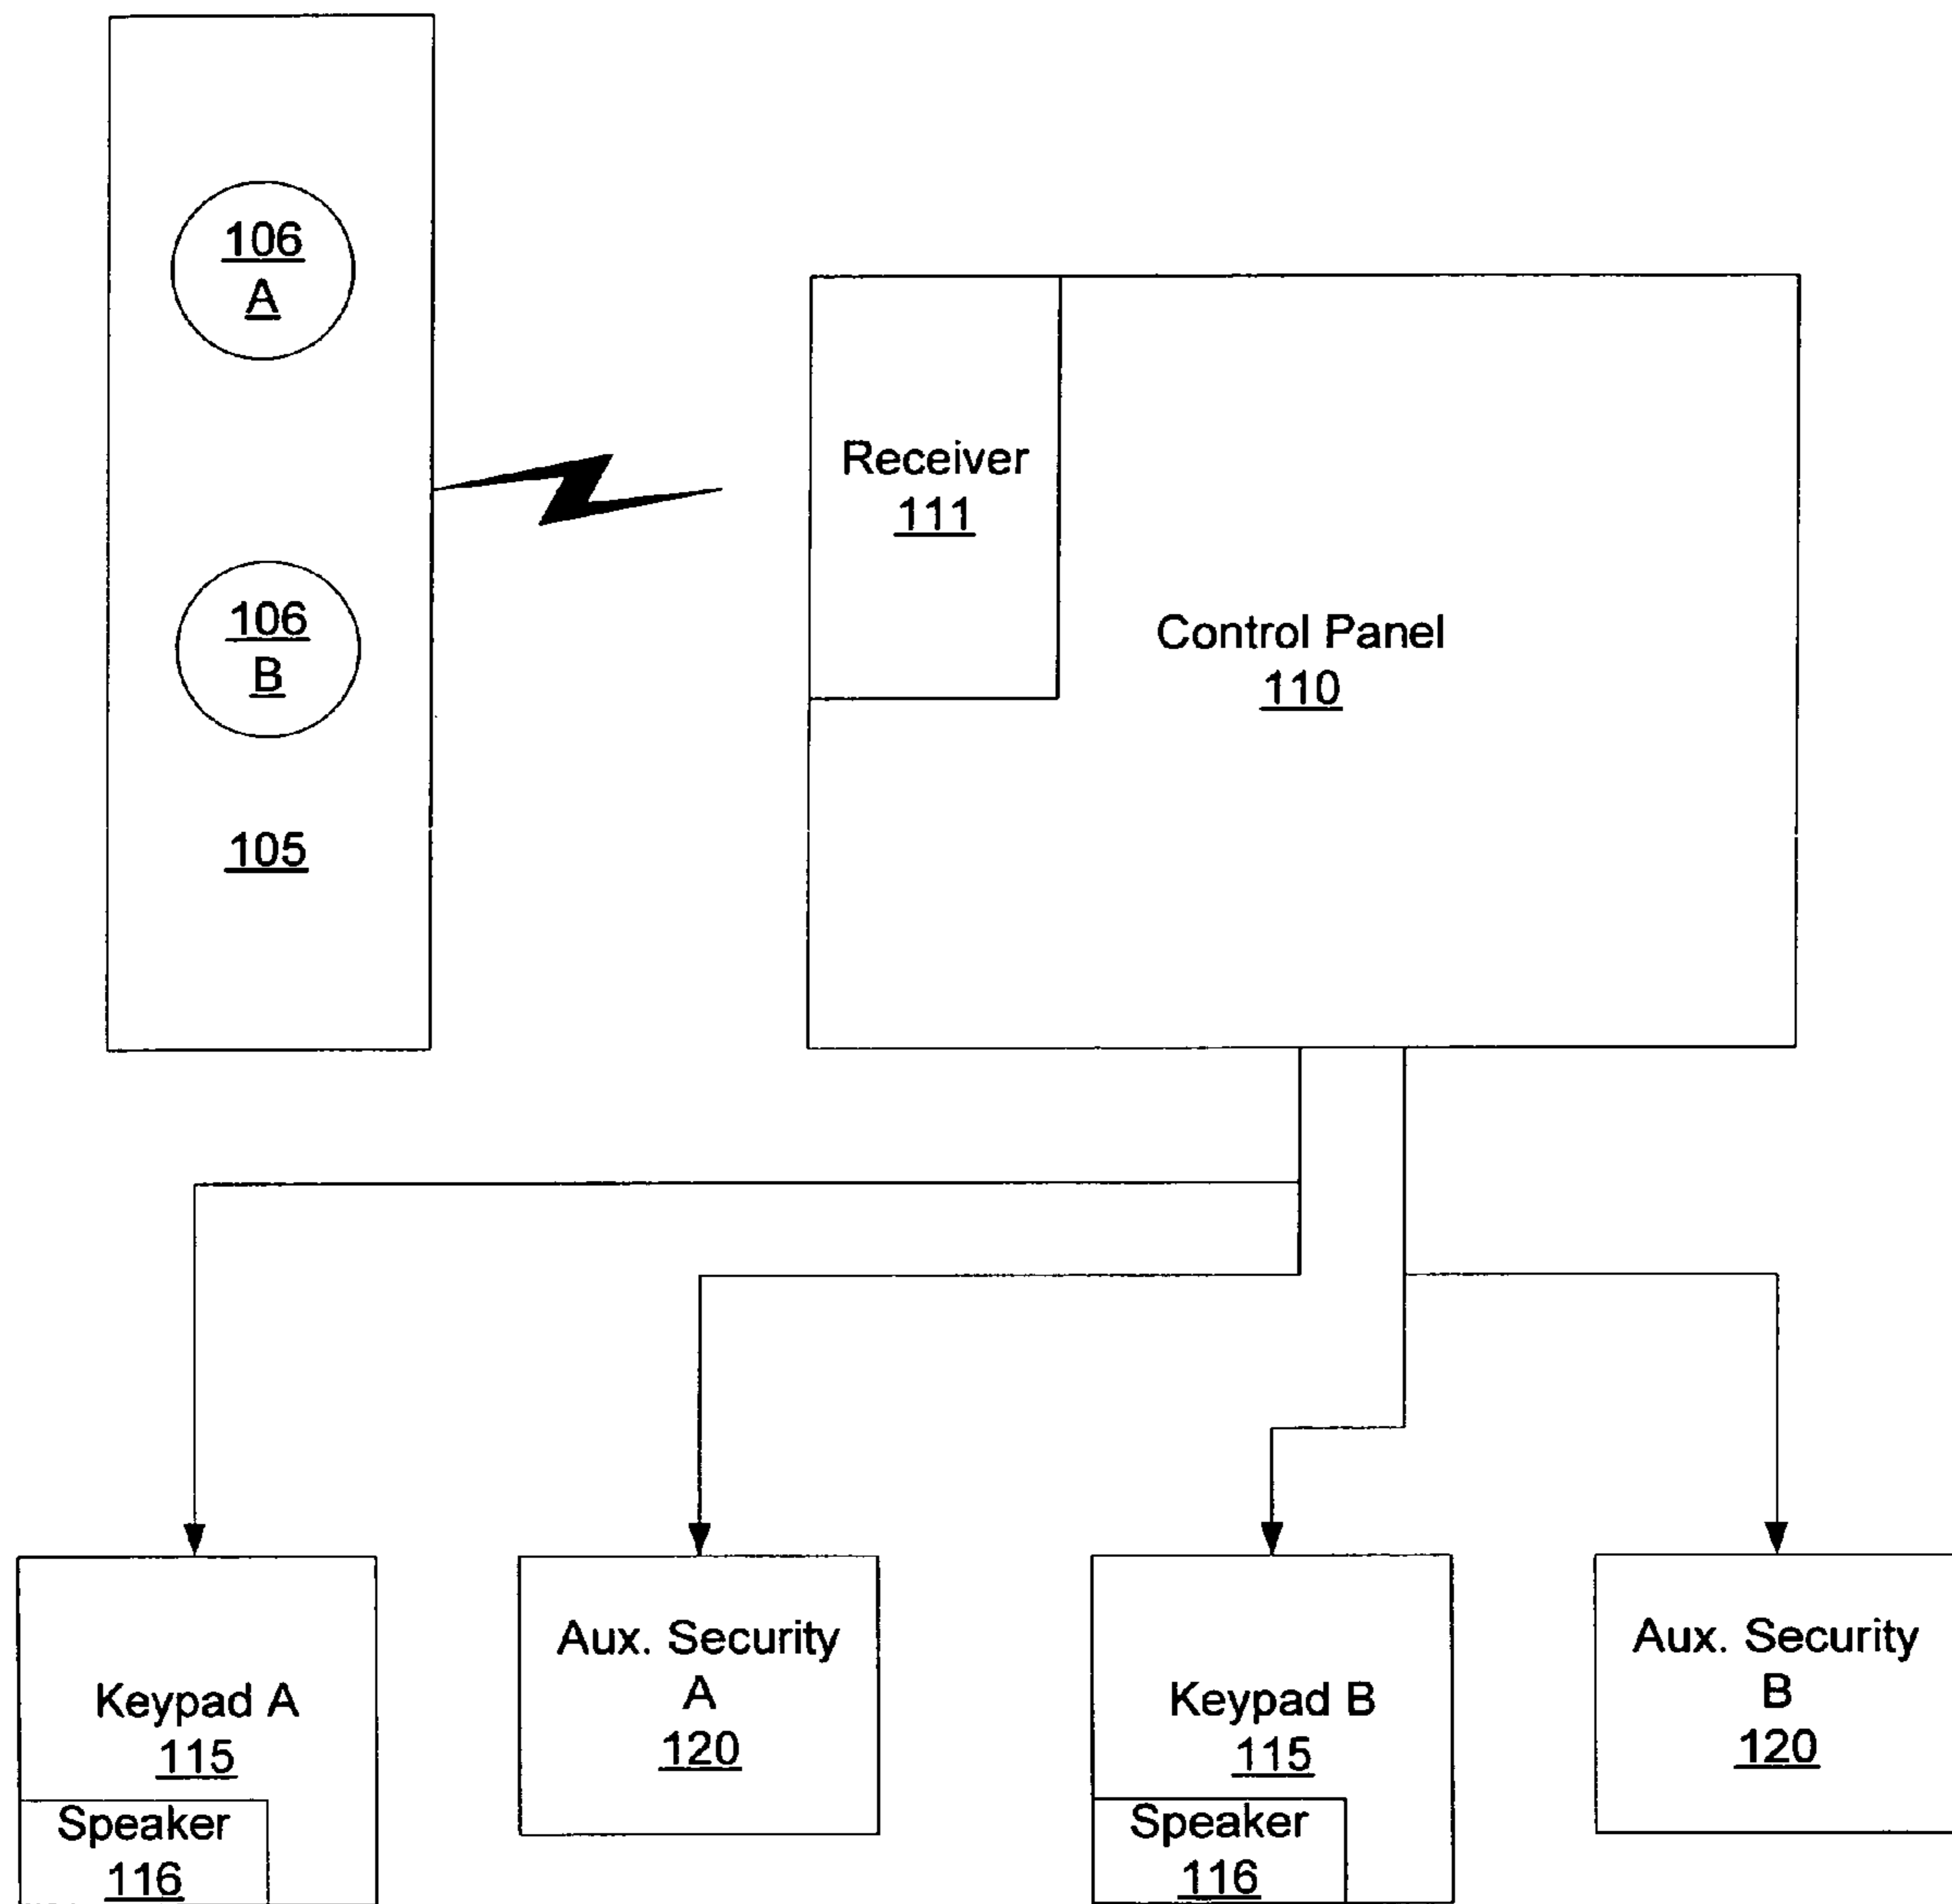 106
A
106
B
105
Receiver
111
Control Panel
110
Keypad A
115
Speaker
116
Aux. Security
A
120
Keypad B
115
Speaker
116
Aux. Security
B
120